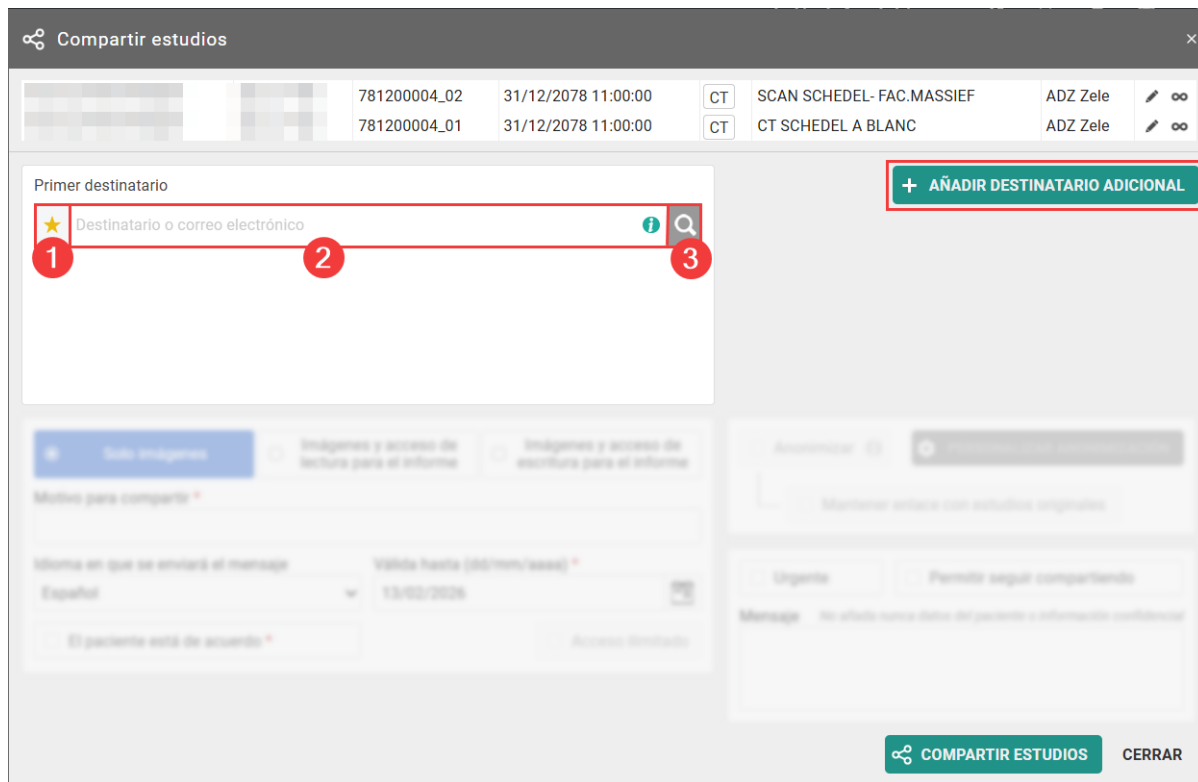 Compartir estudios
781200004_02 31/12/2078 11:00:00 CT SCAN SCHEDEL- FAC.MASSIEF ADZ Zele
781200004_01 31/12/2078 11:00:00 CT CT SCHEDEL A BLANC ADZ Zele
Primer destinatario
+ AÑADIR DESTINATARIO ADICIONAL
Destinatario o correo electrónico
1 2 3
Solo imágenes
Imágenes y acceso de lectura para el informe
Imágenes y acceso de escritura para el informe
Anonimizar
Motivo para compartir *
Mantener enlace con estudios originales
Idioma en que se enviará el mensaje
Válida hasta (dd/mm/aaaa) *
Español
13/02/2026
Urgente
Permitir seguir compartiendo
El paciente está de acuerdo *
Acceso ilimitado
Mensaje No añada nunca datos del paciente o información confidencial
COMPARTIR ESTUDIOS
CERRAR